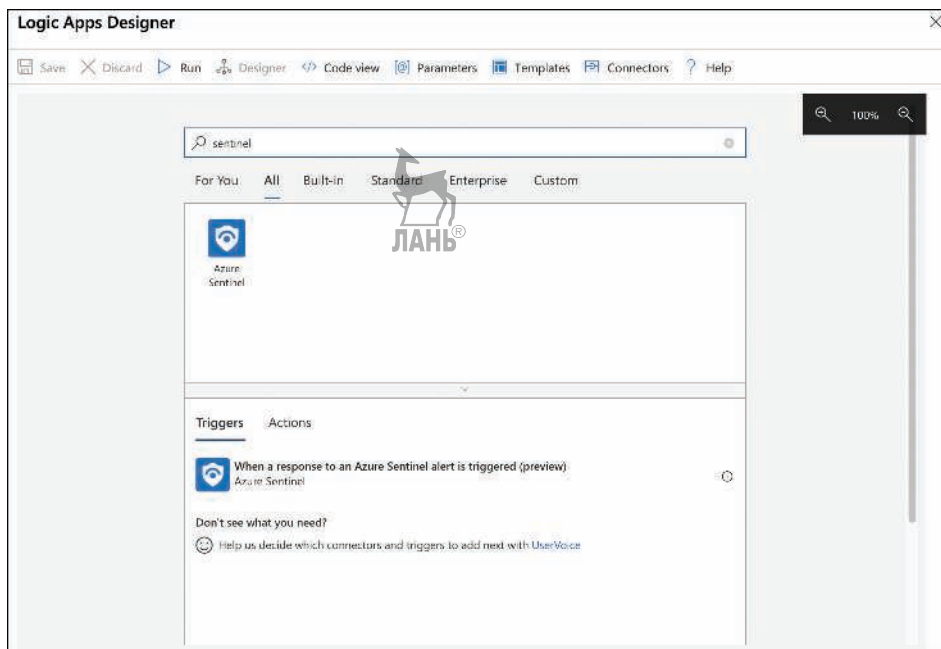 Logic Apps Designer
Save Discard Run Designer Code view Parameters Templates Connectors ? Help
100%
sentinel
For You All Built-in Standard Enterprise Custom
ЛАНЬ®
Azure
Sentinel
Triggers Actions
When a response to an Azure Sentinel alert is triggered (preview)
Azure Sentinel
Don't see what you need?
Help us decide which connectors and triggers to add next with UserVoice